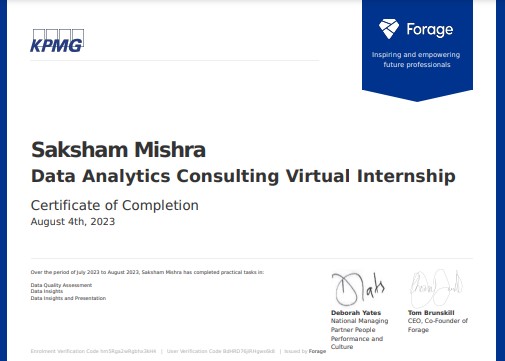 KPMG
Forage
Inspiring and empowering
future professionals
Saksham Mishra
Data Analytics Consulting Virtual Internship
Certificate of Completion
August 4th, 2023
Over the period of July 2023 to August 2023, Saksham Mishra has completed practical tasks in:
Data Quality Assessment
Data Insights
Data Insights and Presentation
Deborah Yates
National Managing
Partner People
Performance and
Culture
Tom Brunskill
CEO, Co-Founder of
Forage
Enrolment Verification Code | User Verification Code | Issued by Forage